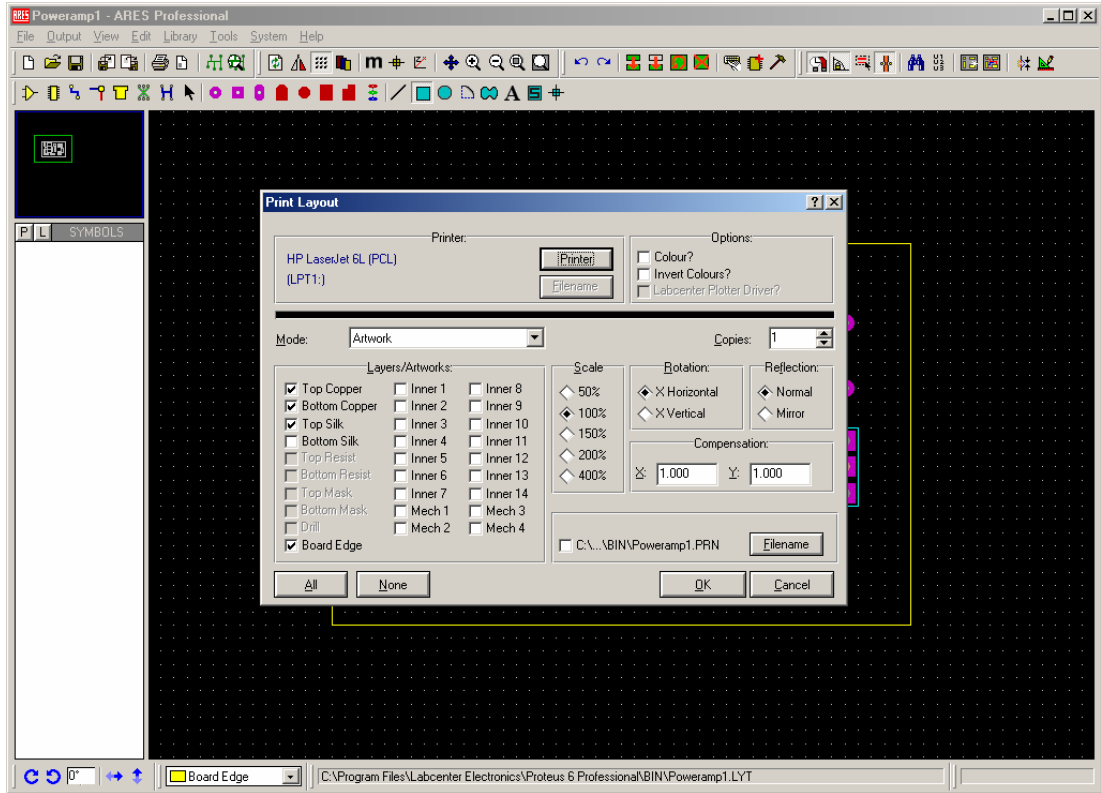 ARES Poweramp1 - ARES Professional
File Output View Edit Library Tools System Help
P L SYMBOLS
Print Layout
Printer:
HP LaserJet 6L (PCL)
(LPT1:)
Printer
Filename
Options:
Colour?
Invert Colours?
Labcenter Plotter Driver?
Mode: Artwork
Copies: 1
Layers/Artworks:
Top Copper Inner 1 Inner 8
Bottom Copper Inner 2 Inner 9
Top Silk Inner 3 Inner 10
Bottom Silk Inner 4 Inner 11
Top Resist Inner 5 Inner 12
Bottom Resist Inner 6 Inner 13
Top Mask Inner 7 Inner 14
Bottom Mask Mech 1 Mech 3
Drill Mech 2 Mech 4
Board Edge
Scale
50%
100%
150%
200%
400%
Rotation:
X Horizontal
X Vertical
Reflection:
Normal
Mirror
Compensation:
X: 1.000 Y: 1.000
C:\...\BIN\Poweramp1.PRN Filename
All None OK Cancel
0° Board Edge C:\Program Files\Labcenter Electronics\Proteus 6 Professional\BIN\Poweramp1.LYT